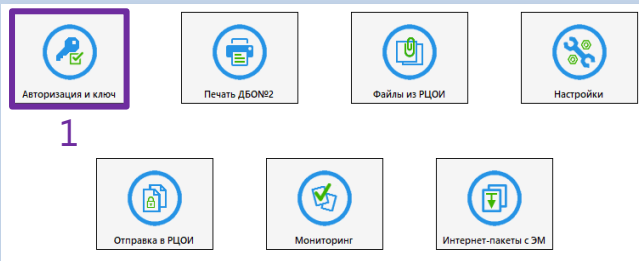 Авторизация и ключ
Печать ДБО№2
Файлы из РЦОИ
Настройки
1
Отправка в РЦОИ
Мониторинг
Интернет-пакеты с ЭМ